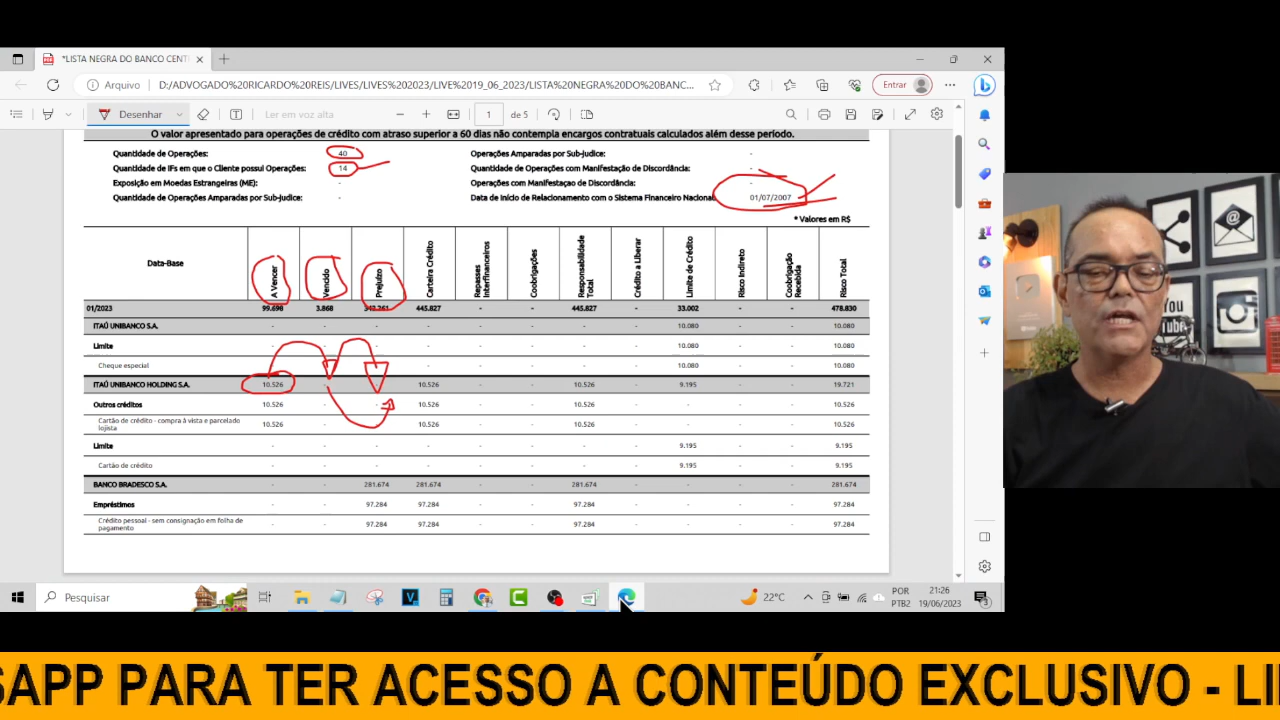 *LISTA NEGRA DO BANCO CENT
Arquivo D:/ADVOGADO%20RICARDO%20REIS/LIVES/LIVES%202023/LIVE%2019_06_2023/LISTA%20NEGRA%20DO%20BANC...
Entrar
Desenhar
Ler em voz alta
1 de 5
O valor apresentado para operações de crédito com atraso superior a 60 dias não contempla encargos contratuais calculados além desse período.
Quantidade de Operações: 40 Operações Amparadas por Sub-judice: -
Quantidade de IFs em que o Cliente possui Operações: 14 Quantidade de Operações com Manifestação de Discordância: -
Exposição em Moedas Estrangeiras (ME): - Operações com Manifestaçao de Discordância: -
Quantidade de Operações Amparadas por Sub-judice: - Data de Início de Relacionamento com o Sistema Financeiro Nacional: 01/07/2007
* Valores em R$
Data-Base A Vencer Vencido Prejuízo Carteira Crédito Repasses Interfinanceiros Coobrigações Responsabilidade Total Crédito a Liberar Limite de Crédito Risco Indireto Coobrigação Recebida Risco Total
01/2023 99.698 3.868 342.261 445.827 - - 445.827 - 33.002 - - 478.830
ITAÚ UNIBANCO S.A. - - - - - - - - 10.080 - - 10.080
Limite - - - - - - - - 10.080 - - 10.080
Cheque especial - - - - - - - - 10.080 - - 10.080
ITAÚ UNIBANCO HOLDING S.A. 10.526 - - 10.526 - - 10.526 - 9.195 - - 19.721
Outros créditos 10.526 - - 10.526 - - 10.526 - - - - 10.526
Cartão de crédito - compra à vista e parcelado
lojista 10.526 - - 10.526 - - 10.526 - - - - 10.526
Limite - - - - - - - - 9.195 - - 9.195
Cartão de crédito - - - - - - - - 9.195 - - 9.195
BANCO BRADESCO S.A. - - 281.674 281.674 - - 281.674 - - - - 281.674
Empréstimos - - 97.284 97.284 - - 97.284 - - - - 97.284
Crédito pessoal - sem consignação em folha de
pagamento - - 97.284 97.284 - - 97.284 - - - - 97.284
You
Tube
Pesquisar
22°C
POR
PTB2
21:26
19/06/2023
3
SAPP PARA TER ACESSO A CONTEÚDO EXCLUSIVO - LI